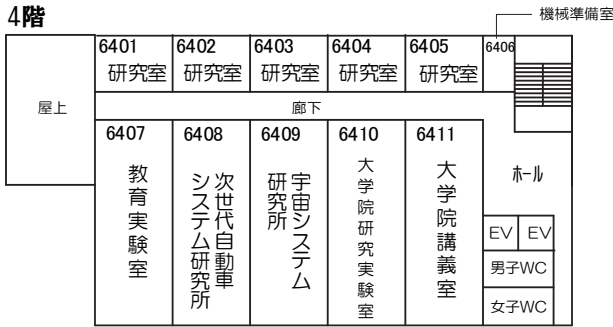 4階
機械準備室
6401
研究室
6402
研究室
6403
研究室
6404
研究室
6405
研究室
6406
屋上
廊下
6407
教育実験室
6408
次世代自動車
システム研究所
6409
宇宙システム
研究所
6410
大学院研究実験室
6411
大学院講義室
ホール
EV
EV
男子WC
女子WC